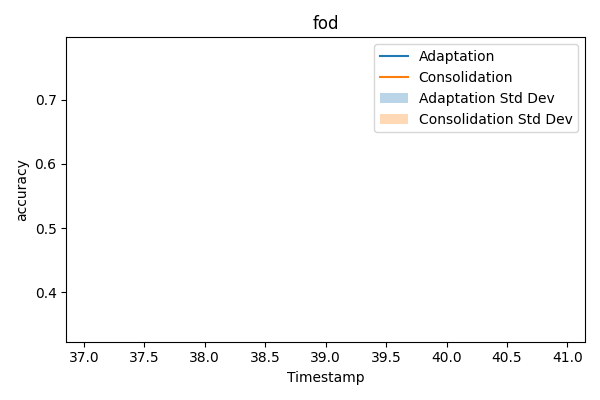 fod
Adaptation
Consolidation
Adaptation Std Dev
Consolidation Std Dev
accuracy
0.7
0.6
0.5
0.4
37.0 37.5 38.0 38.5 39.0 39.5 40.0 40.5 41.0
Timestamp